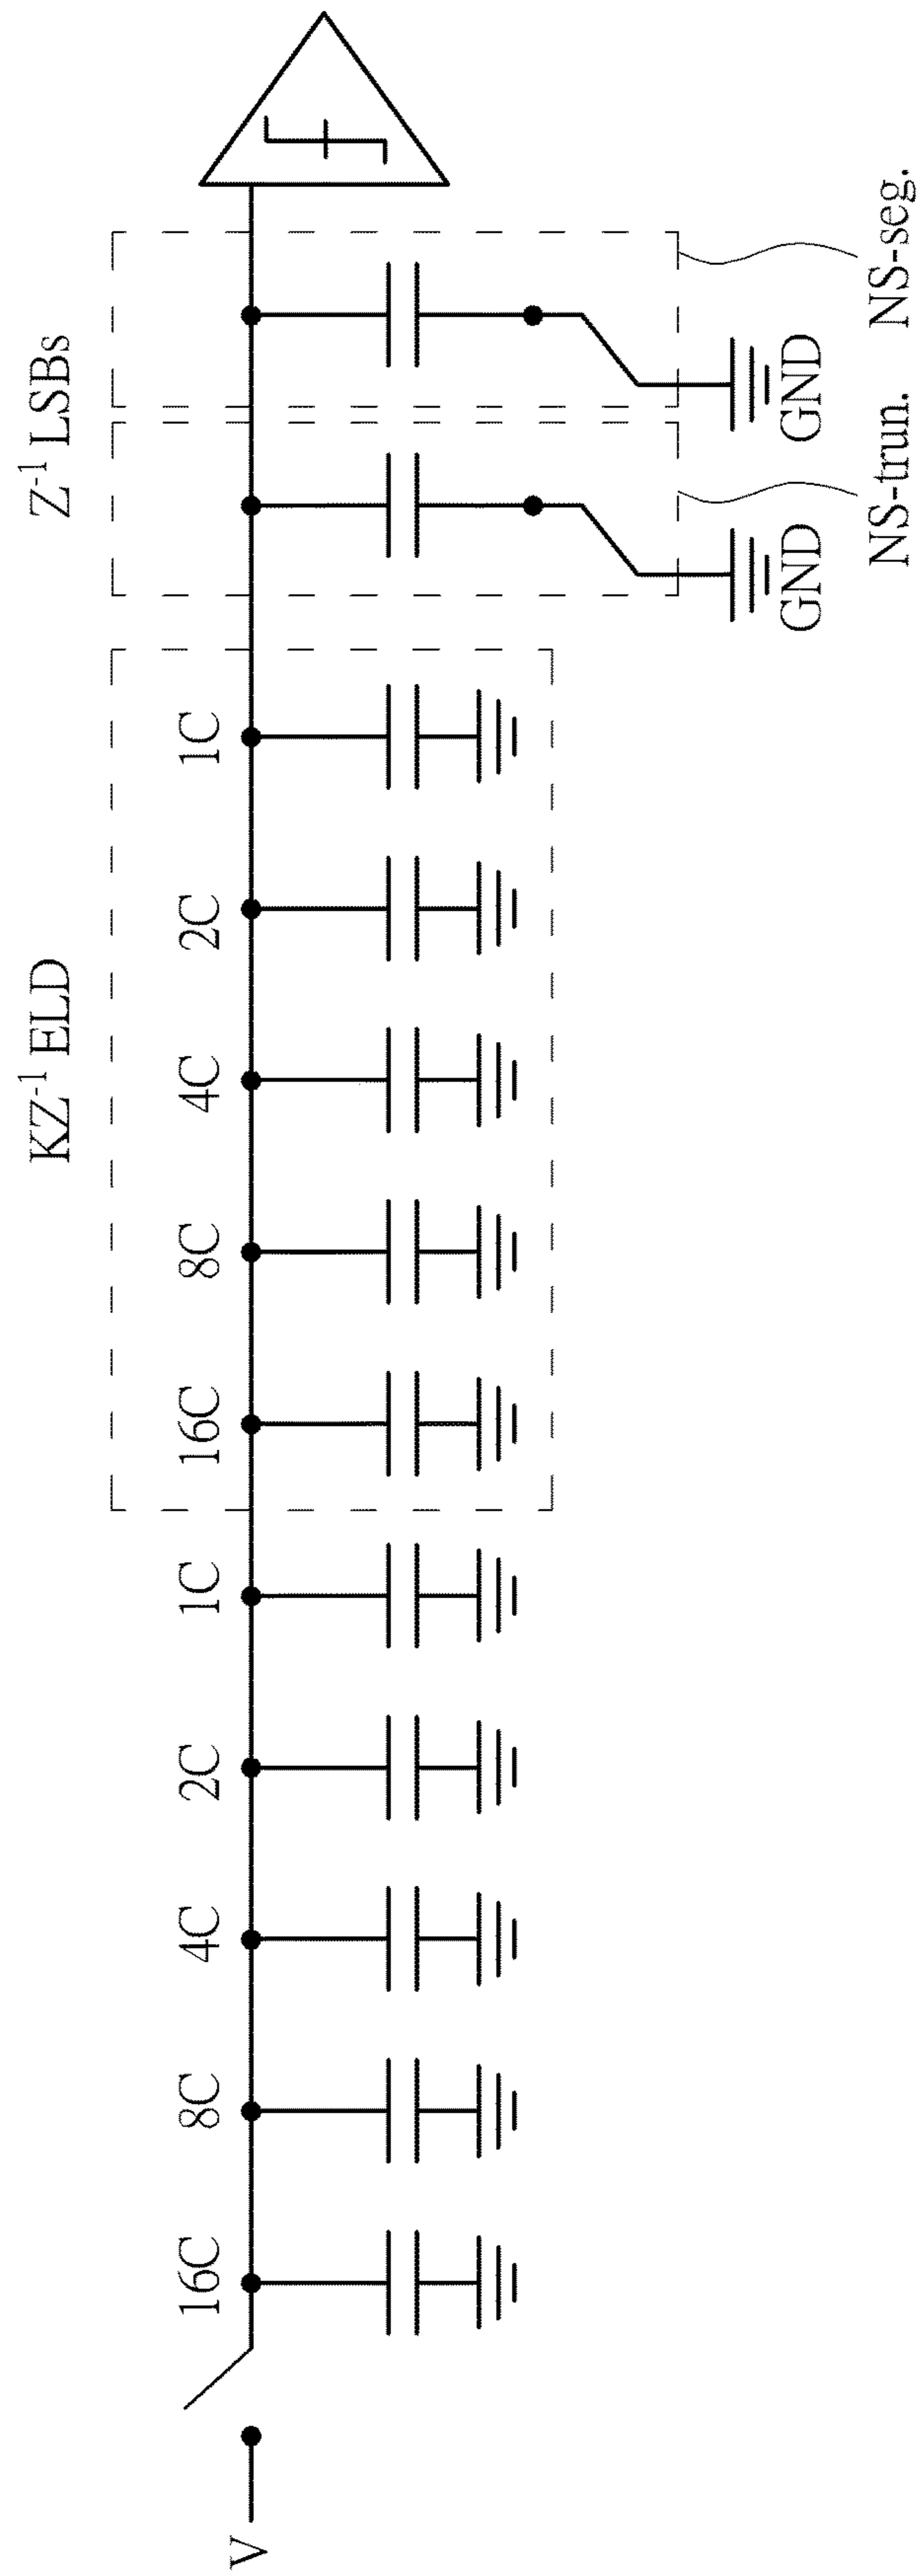 KZ⁻¹ ELD
Z⁻¹ LSBs
V
16C
8C
4C
2C
1C
16C
8C
4C
2C
1C
GND
GND
NS-trun.
NS-seg.